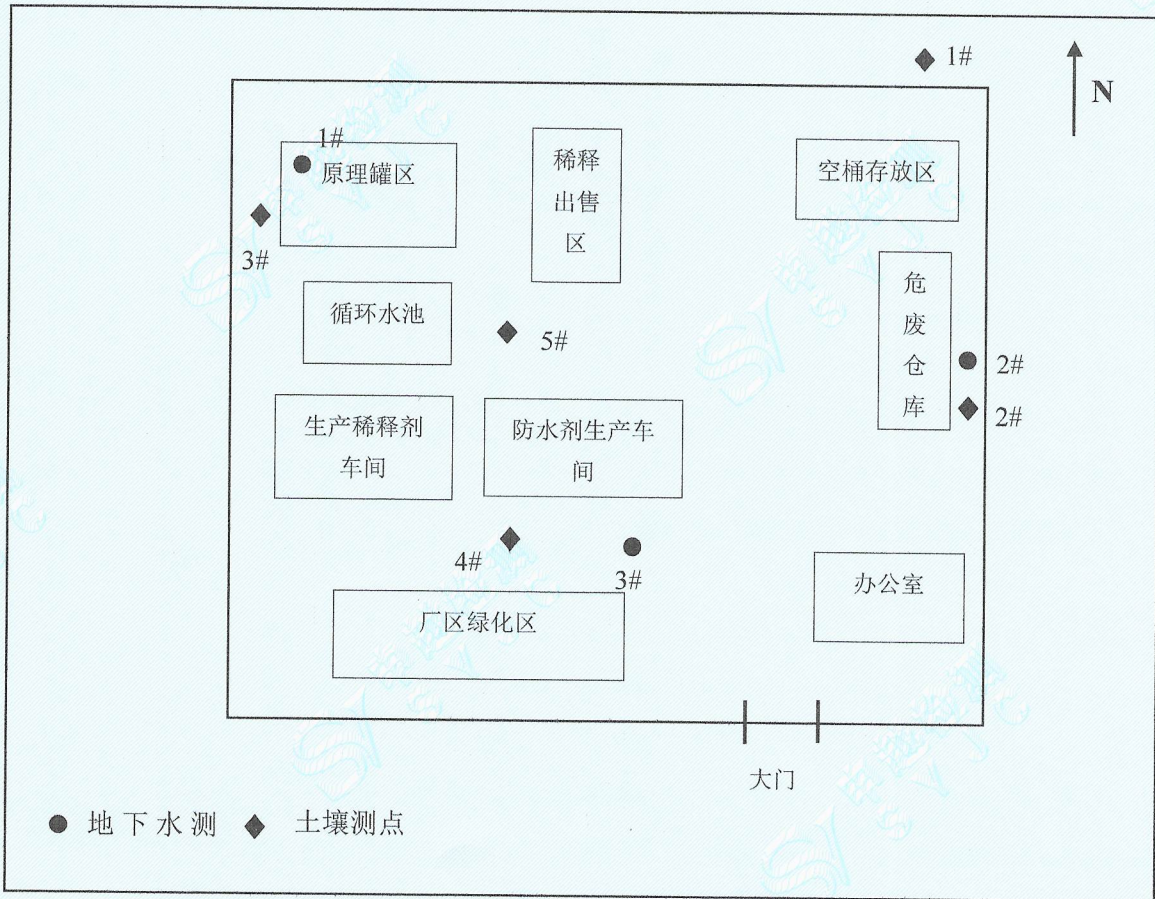 1#
N
1#
原理罐区
稀释
出售
区
空桶存放区
3#
循环水池
5#
危
废
仓
库
2#
2#
生产稀释剂
车间
防水剂生产车
间
4#
3#
厂区绿化区
办公室
大门
地下水测
土壤测点